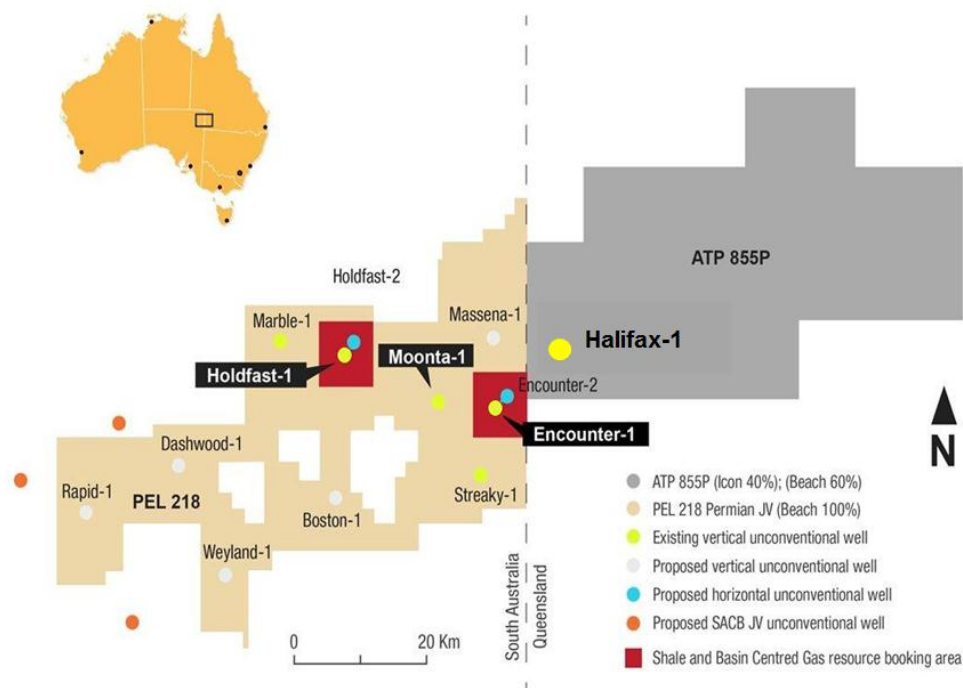 ATP 855P
Holdfast-2
Marble-1
Massena-1
Halifax-1
Moonta-1
Holdfast-1
Encounter-2
Encounter-1
Dashwood-1
Rapid-1
PEL 218
Boston-1
Streaky-1
Weyland-1
N
South Australia
Queensland
0 20 Km
ATP 855P (Icon 40%); (Beach 60%)
PEL 218 Permian JV (Beach 100%)
Existing vertical unconventional well
Proposed vertical unconventional well
Proposed horizontal unconventional well
Proposed SACB JV unconventional well
Shale and Basin Centred Gas resource booking area